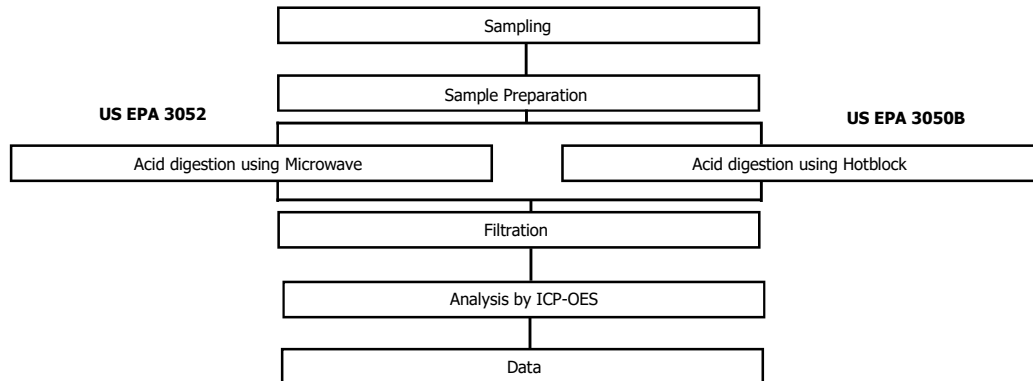 Sampling
Sample Preparation
US EPA 3052
US EPA 3050B
Acid digestion using Microwave
Acid digestion using Hotblock
Filtration
Analysis by ICP-OES
Data